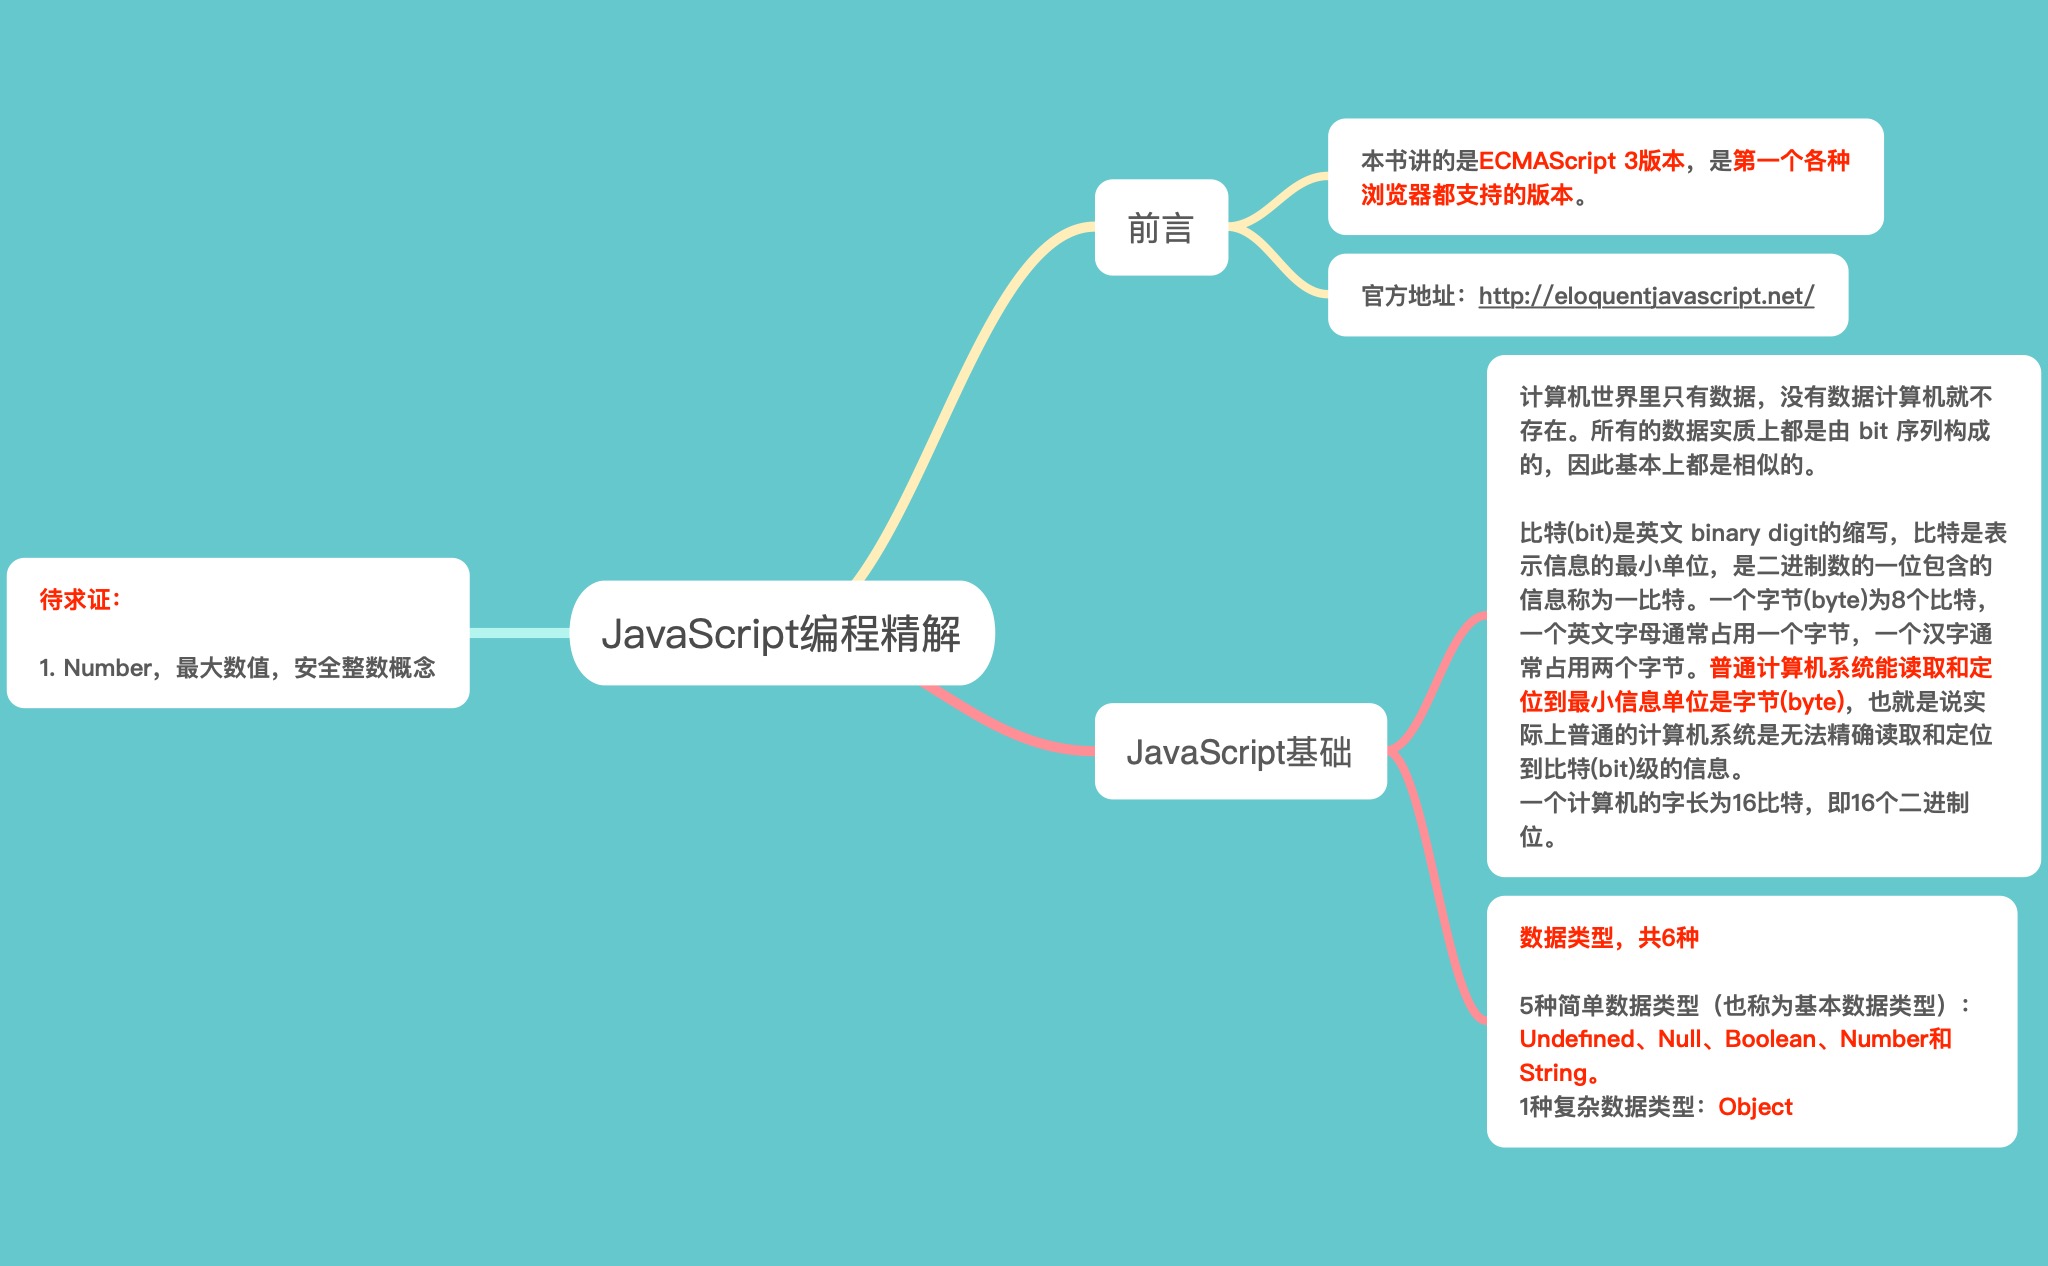 本书讲的是ECMAScript 3版本，是第一个各种
浏览器都支持的版本。
前言
官方地址：http://eloquentjavascript.net/
计算机世界里只有数据，没有数据计算机就不
存在。所有的数据实质上都是由 bit 序列构成
的，因此基本上都是相似的。
比特(bit)是英文 binary digit的缩写，比特是表
示信息的最小单位，是二进制数的一位包含的
信息称为一比特。一个字节(byte)为8个比特，
一个英文字母通常占用一个字节，一个汉字通
常占用两个字节。普通计算机系统能读取和定
位到最小信息单位是字节(byte)，也就是说实
际上普通的计算机系统是无法精确读取和定位
到比特(bit)级的信息。
一个计算机的字长为16比特，即16个二进制
位。
待求证：
1. Number，最大数值，安全整数概念
JavaScript编程精解
JavaScript基础
数据类型，共6种
5种简单数据类型（也称为基本数据类型）：
Undefined、Null、Boolean、Number和
String。
1种复杂数据类型：Object